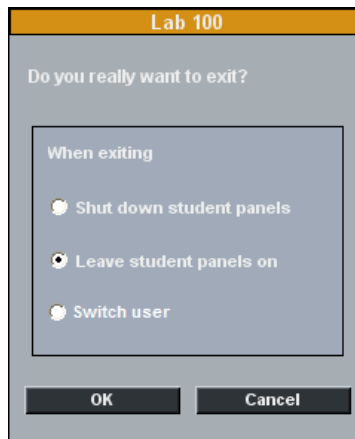 Lab 100
Do you really want to exit?
When exiting
Shut down student panels
Leave student panels on
Switch user
OK Cancel